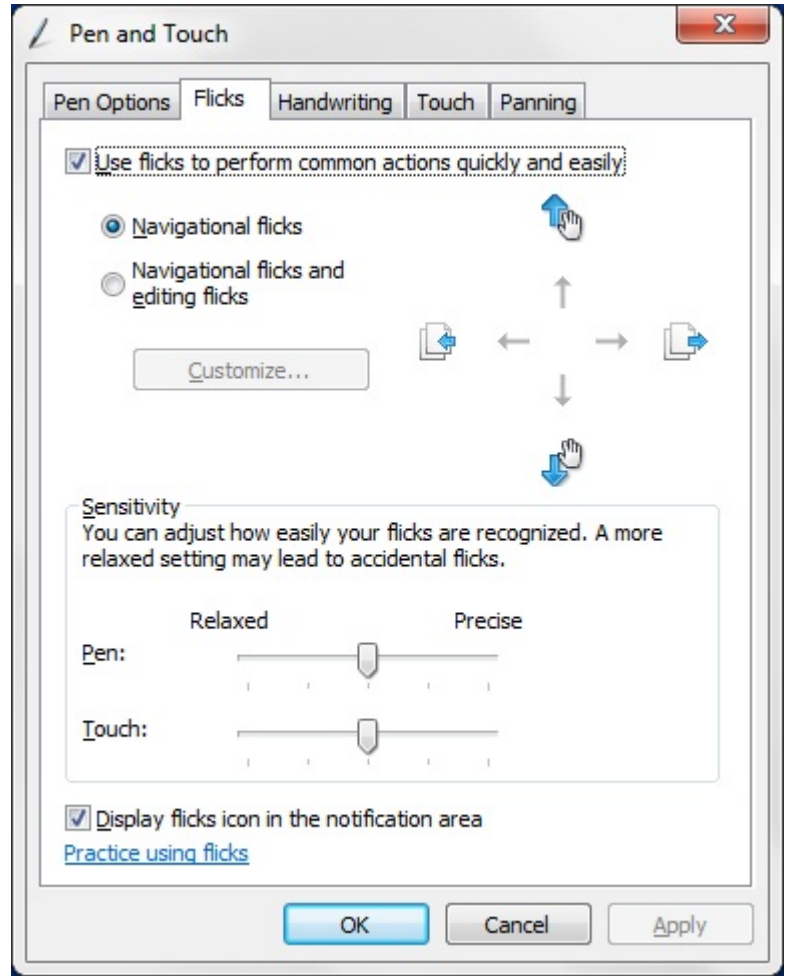 Pen and Touch
Pen Options
Flicks
Handwriting
Touch
Panning
Use flicks to perform common actions quickly and easily
Navigational flicks
Navigational flicks and
editing flicks
Customize...
Sensitivity
You can adjust how easily your flicks are recognized. A more
relaxed setting may lead to accidental flicks.
Relaxed
Precise
Pen:
Touch:
Display flicks icon in the notification area
Practice using flicks
OK
Cancel
Apply